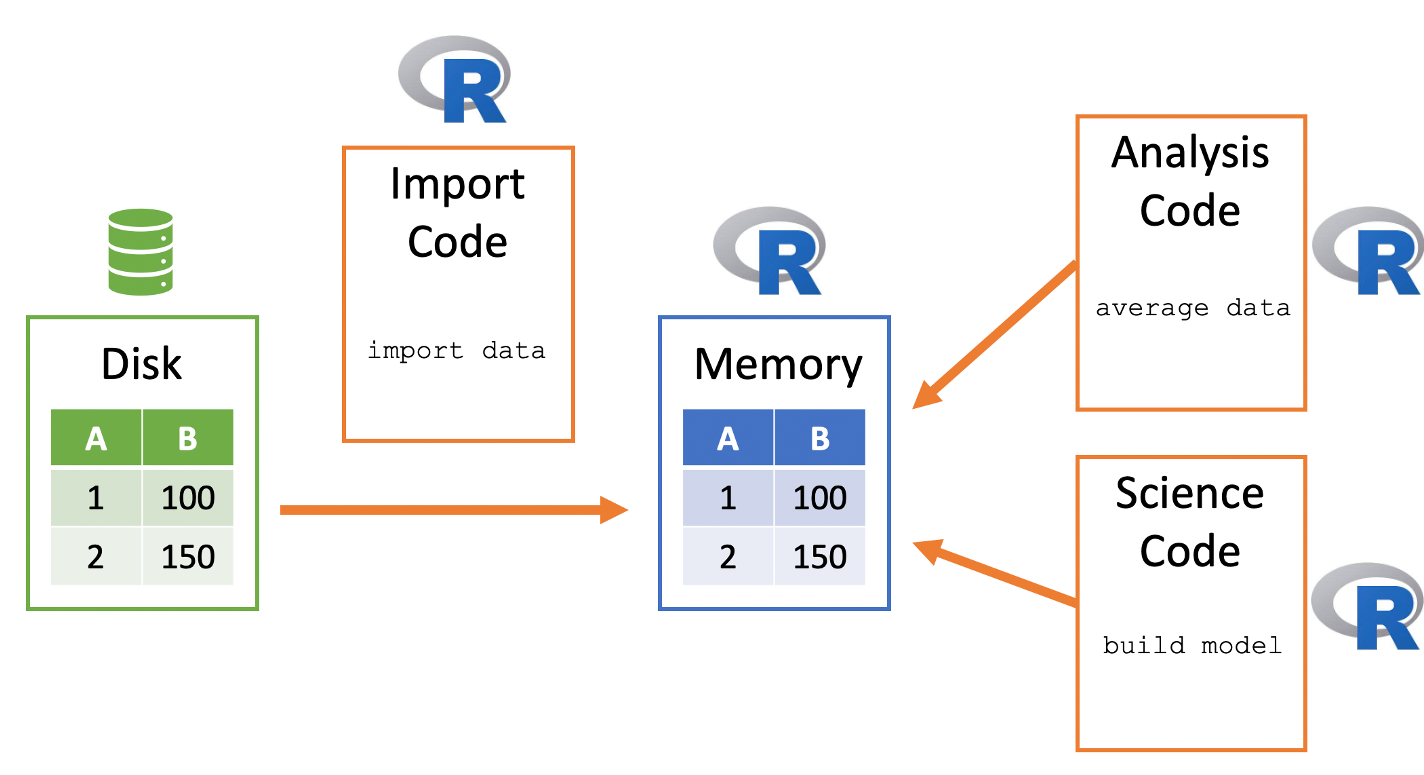 R
Import
Code
import data
Disk
A B
1 100
2 150
R
Memory
A B
1 100
2 150
Analysis
Code
average data
R
Science
Code
build model
R